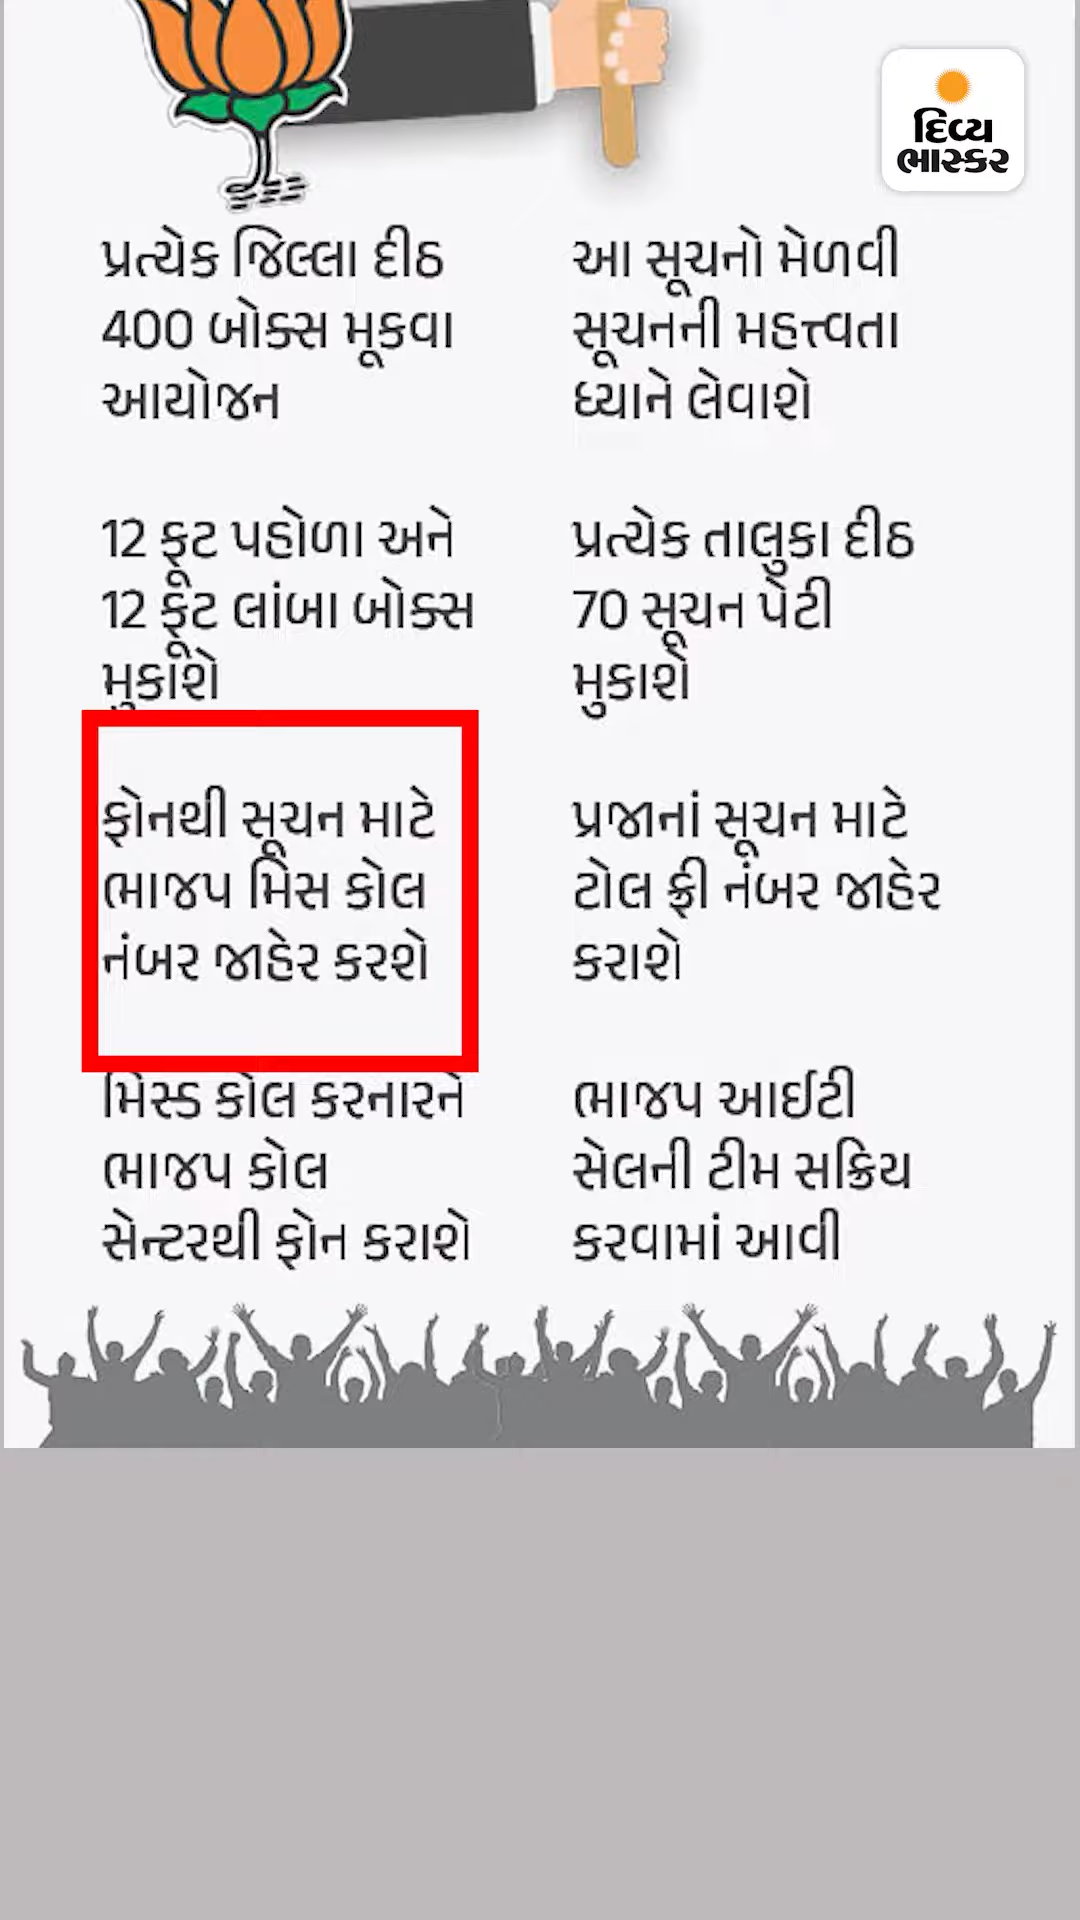 દિવ્ય
ભાસ્કર
પ્રત્યેક જિલ્લા દીઠ
400 બોક્સ મૂકવા
આયોજન
આ સૂચનો મેળવી
સૂચનની મહત્ત્વતા
ધ્યાને લેવાશે
12 ફૂટ પહોળા અને
12 ફૂટ લાંબા બોક્સ
મુકાશે
પ્રત્યેક તાલુકા દીઠ
70 સૂચન પેટી
મુકાશે
ફોનથી સૂચન માટે
ભાજપ મિસ કોલ
નંબર જાહેર કરશે
પ્રજાનાં સૂચન માટે
ટોલ ફ્રી નંબર જાહેર
કરાશે
મિસ્ડ કોલ કરનારને
ભાજપ કોલ
સેન્ટરથી ફોન કરાશે
ભાજપ આઈટી
સેલની ટીમ સક્રિય
કરવામાં આવી